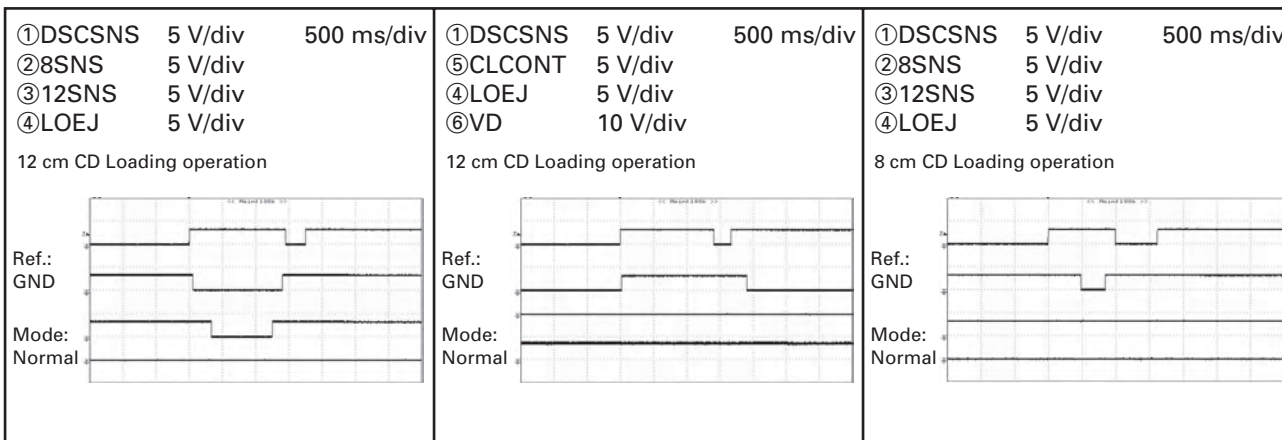 ①DSCSNS 5 V/div 500 ms/div
②8SNS 5 V/div
③12SNS 5 V/div
④LOEJ 5 V/div
12 cm CD Loading operation
Ref.:
GND
Mode:
Normal
①DSCSNS 5 V/div 500 ms/div
⑤CLCONT 5 V/div
④LOEJ 5 V/div
⑥VD 10 V/div
12 cm CD Loading operation
Ref.:
GND
Mode:
Normal
①DSCSNS 5 V/div 500 ms/div
②8SNS 5 V/div
③12SNS 5 V/div
④LOEJ 5 V/div
8 cm CD Loading operation
Ref.:
GND
Mode:
Normal